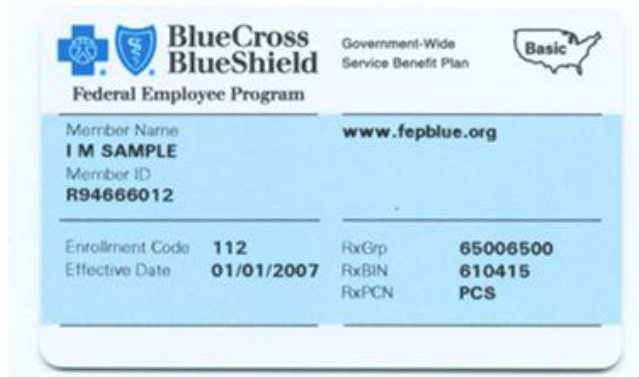 BlueCross
BlueShield
Federal Employee Program
Government-Wide
Service Benefit Plan
Basic
Member Name
I M SAMPLE
Member ID
R94666012
www.fepblue.org
Enrollment Code 112
Effective Date 01/01/2007
RxGrp 65006500
RxBIN 610415
RxPCN PCS